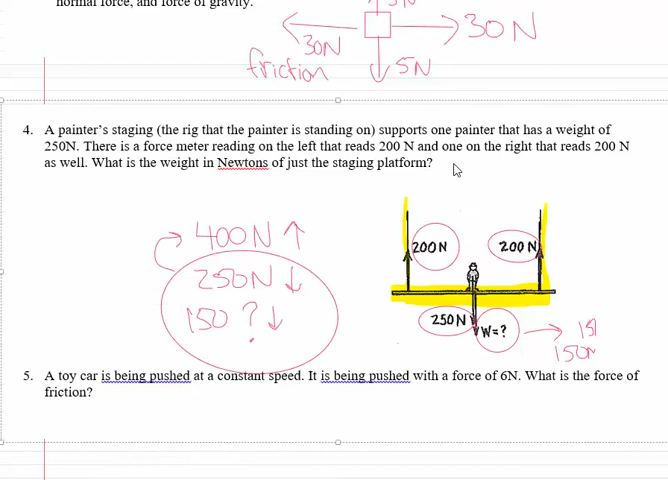 normal force, and force of gravity.
5N
30N
30N
friction
5N
4. A painter's staging (the rig that the painter is standing on) supports one painter that has a weight of
250N. There is a force meter reading on the left that reads 200 N and one on the right that reads 200 N
as well. What is the weight in Newtons of just the staging platform?
400N ↑
250N ↓
150 ? ↓
200N
200N
250N
W=?
15
150N
5. A toy car is being pushed at a constant speed. It is being pushed with a force of 6N. What is the force of
friction?